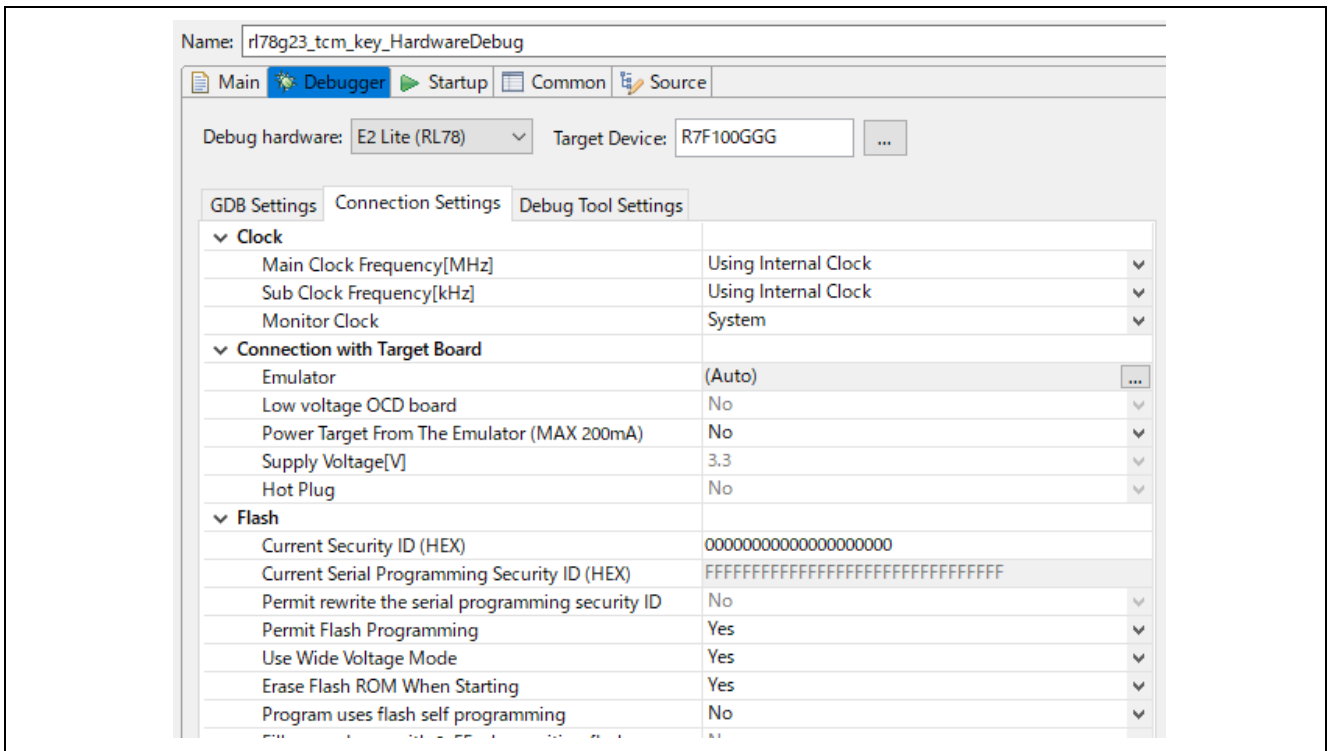 Name: rl78g23_tcm_key_HardwareDebug
Main Debugger Startup Common Source
Debug hardware: E2 Lite (RL78) Target Device: R7F100GGG ...
GDB Settings Connection Settings Debug Tool Settings
Clock
Main Clock Frequency[MHz] Using Internal Clock
Sub Clock Frequency[kHz] Using Internal Clock
Monitor Clock System
Connection with Target Board
Emulator (Auto) ...
Low voltage OCD board No
Power Target From The Emulator (MAX 200mA) No
Supply Voltage[V] 3.3
Hot Plug No
Flash
Current Security ID (HEX) 00000000000000000000
Current Serial Programming Security ID (HEX) FFFFFFFFFFFFFFFFFFFFFFFFFFFFFFFF
Permit rewrite the serial programming security ID No
Permit Flash Programming Yes
Use Wide Voltage Mode Yes
Erase Flash ROM When Starting Yes
Program uses flash self programming No